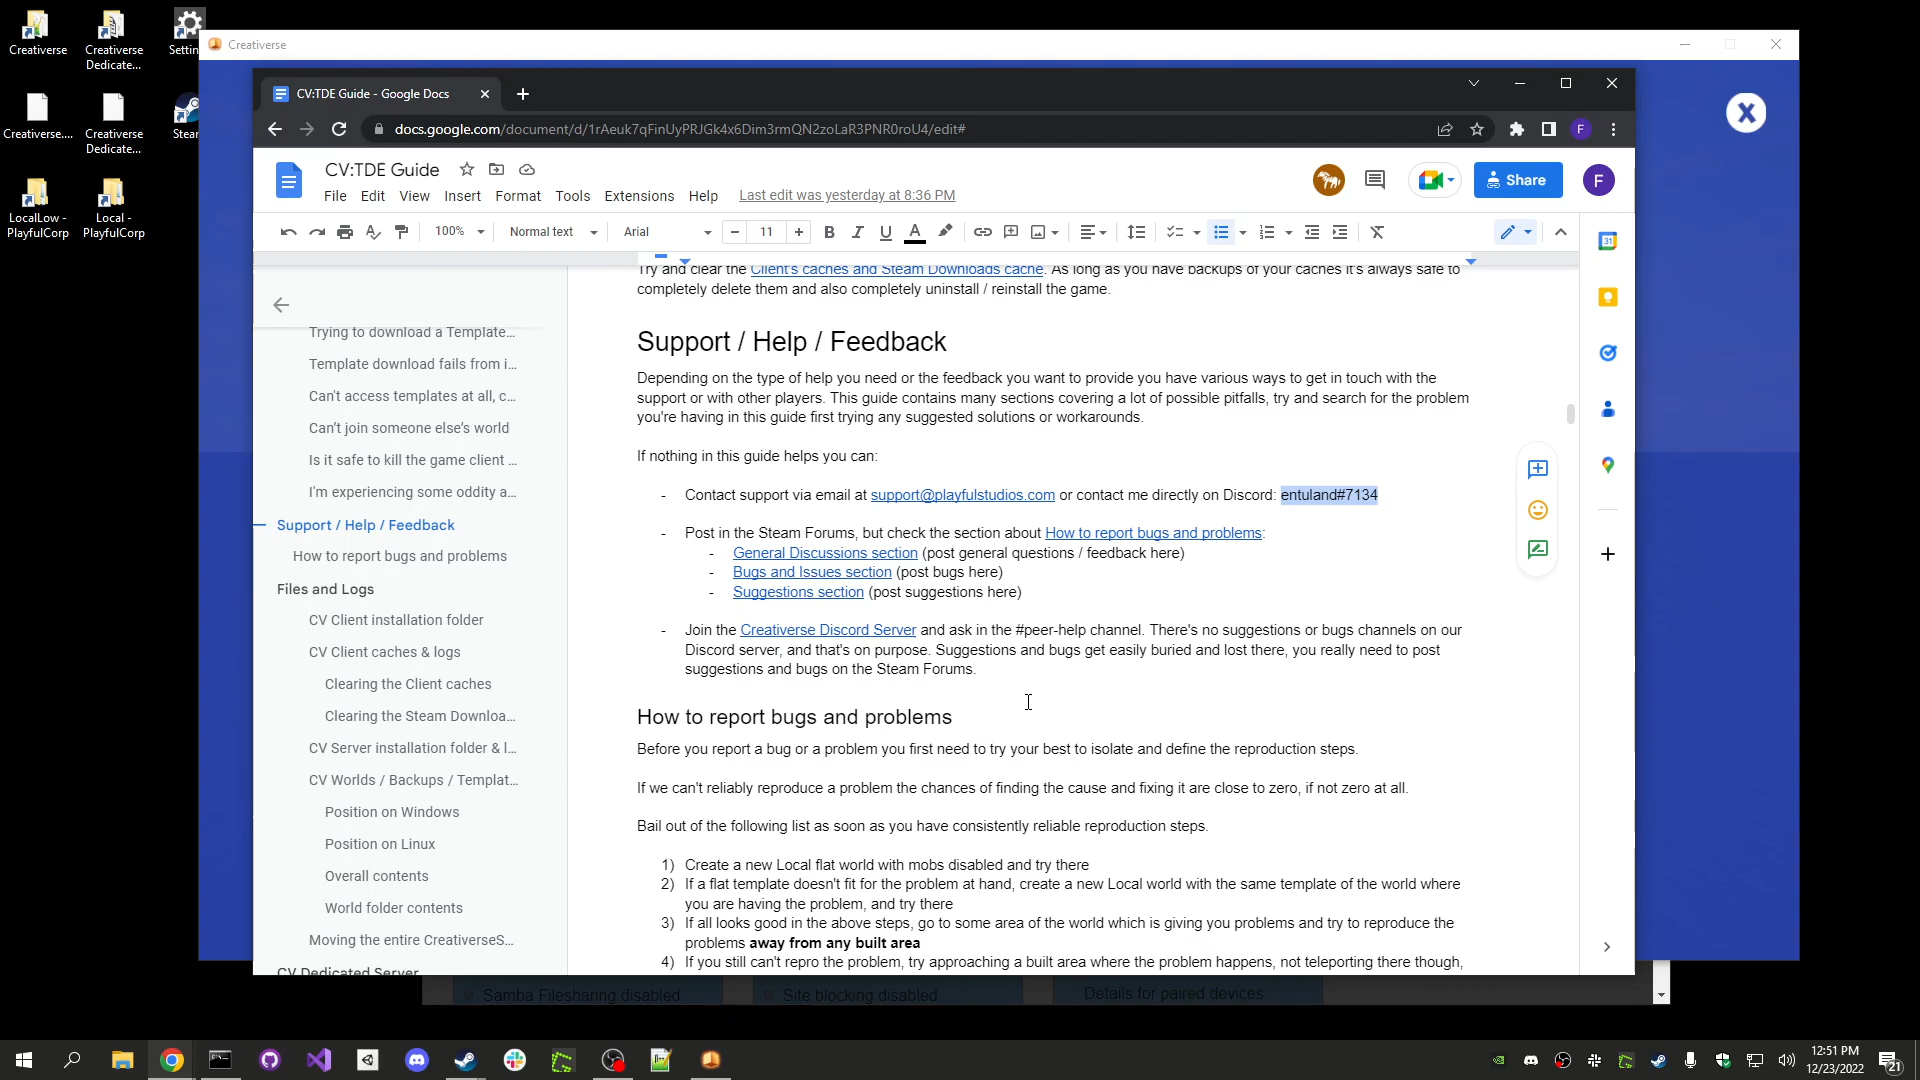 Creativerse
Creativerse
Dedicate...
Settin
Creativerse....
Creativerse
Dedicate...
Stear
LocalLow -
PlayfulCorp
Local -
PlayfulCorp
Creativerse
X
CV:TDE Guide - Google Docs
docs.google.com/document/d/1rAeuk7qFinUyPRJGk4x6Dim3rmQN2zoLaR3PNR0roU4/edit#
F
CV:TDE Guide
File Edit View Insert Format Tools Extensions Help Last edit was yesterday at 8:36 PM
Share
F
100% Normal text Arial 11 B I U A
31
Trying to download a Template...
Template download fails from i...
Can't access templates at all, c...
Can't join someone else's world
Is it safe to kill the game client ...
I'm experiencing some oddity a...
Support / Help / Feedback
How to report bugs and problems
Files and Logs
CV Client installation folder
CV Client caches & logs
Clearing the Client caches
Clearing the Steam Downloa...
CV Server installation folder & l...
CV Worlds / Backups / Templat...
Position on Windows
Position on Linux
Overall contents
World folder contents
Moving the entire CreativerseS...
CV Dedicated Server
Try and clear the Client's caches and Steam Downloads cache. As long as you have backups of your caches it's always safe to
completely delete them and also completely uninstall / reinstall the game.
Support / Help / Feedback
Depending on the type of help you need or the feedback you want to provide you have various ways to get in touch with the
support or with other players. This guide contains many sections covering a lot of possible pitfalls, try and search for the problem
you're having in this guide first trying any suggested solutions or workarounds.
If nothing in this guide helps you can:
- Contact support via email at support@playfulstudios.com or contact me directly on Discord: entuland#7134
- Post in the Steam Forums, but check the section about How to report bugs and problems:
- General Discussions section (post general questions / feedback here)
- Bugs and Issues section (post bugs here)
- Suggestions section (post suggestions here)
- Join the Creativerse Discord Server and ask in the #peer-help channel. There's no suggestions or bugs channels on our
Discord server, and that's on purpose. Suggestions and bugs get easily buried and lost there, you really need to post
suggestions and bugs on the Steam Forums.
How to report bugs and problems
Before you report a bug or a problem you first need to try your best to isolate and define the reproduction steps.
If we can't reliably reproduce a problem the chances of finding the cause and fixing it are close to zero, if not zero at all.
Bail out of the following list as soon as you have consistently reliable reproduction steps.
1) Create a new Local flat world with mobs disabled and try there
2) If a flat template doesn't fit for the problem at hand, create a new Local world with the same template of the world where
you are having the problem, and try there
3) If all looks good in the above steps, go to some area of the world which is giving you problems and try to reproduce the
problems away from any built area
4) If you still can't repro the problem, try approaching a built area where the problem happens, not teleporting there though,
Samba Filesharing disabled
Site blocking disabled
Details for paired devices
12:51 PM
12/23/2022
21